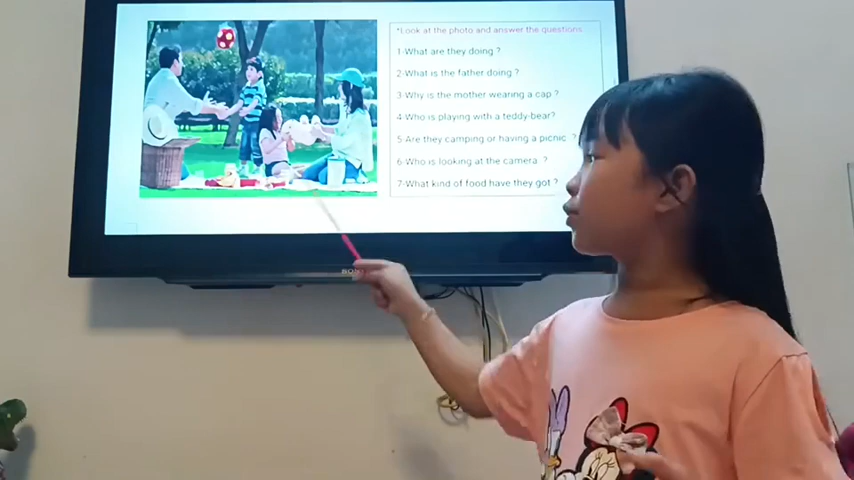 *Look at the photo and answer the questions.
1-What are they doing ?
2-What is the father doing?
3-Why is the mother wearing a cap ?
4-Who is playing with a teddy-bear?
5-Are they camping or having a picnic ?
6-Who is looking at the camera ?
7-What kind of food have they got ?
SONY